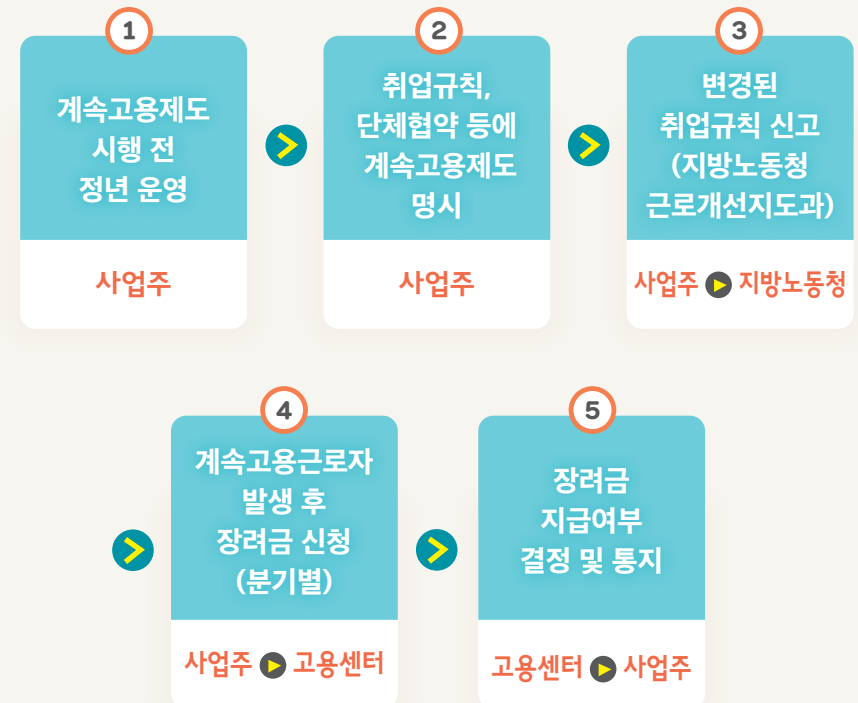 1
계속고용제도
시행 전
정년 운영
사업주
2
취업규칙,
단체협약 등에
계속고용제도
명시
사업주
3
변경된
취업규칙 신고
(지방노동청
근로개선지도과)
사업주 지방노동청
4
계속고용근로자
발생 후
장려금 신청
(분기별)
사업주 고용센터
5
장려금
지급여부
결정 및 통지
고용센터 사업주